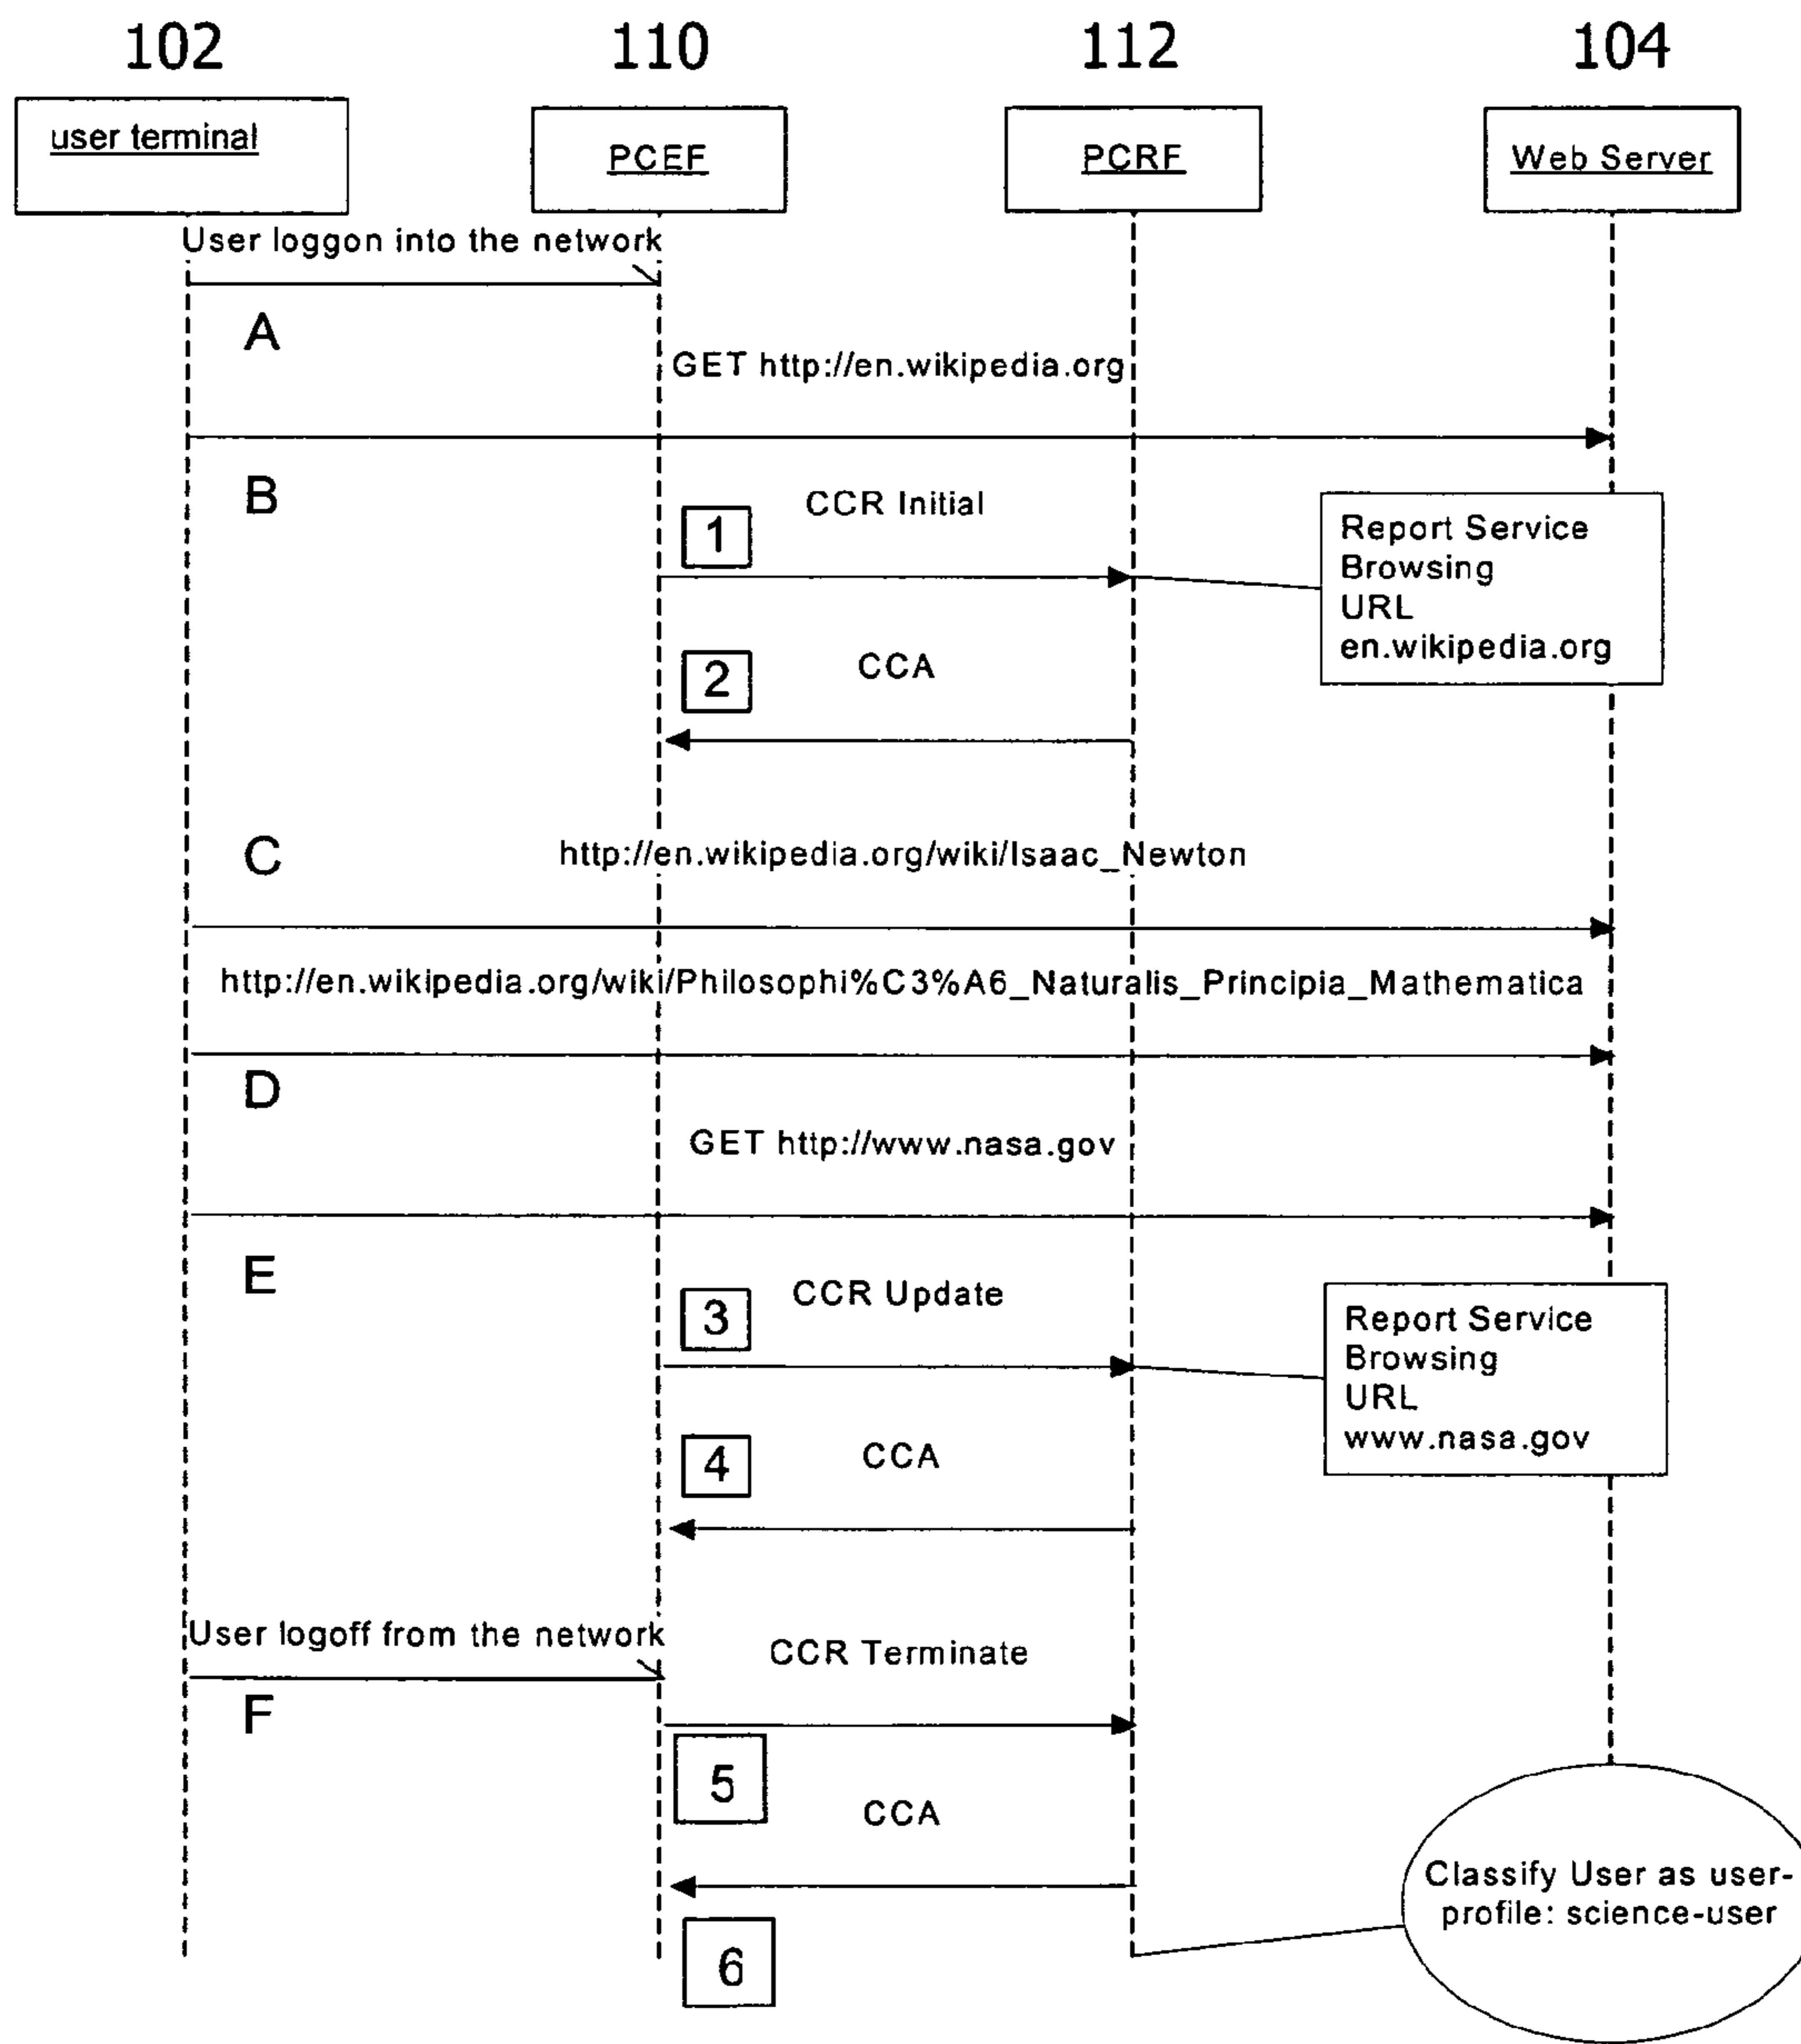 102
110
112
104
user terminal
PCEF
PCRF
Web Server
User loggon into the network
A
GET http://en.wikipedia.org
B
CCR Initial
1
Report Service
Browsing
URL
en.wikipedia.org
2
CCA
C
http://en.wikipedia.org/wiki/Isaac_Newton
http://en.wikipedia.org/wiki/Philosophi%C3%A6_Naturalis_Principia_Mathematica
D
GET http://www.nasa.gov
E
CCR Update
3
Report Service
Browsing
URL
www.nasa.gov
4
CCA
User logoff from the network
CCR Terminate
F
5
CCA
Classify User as user-
profile: science-user
6